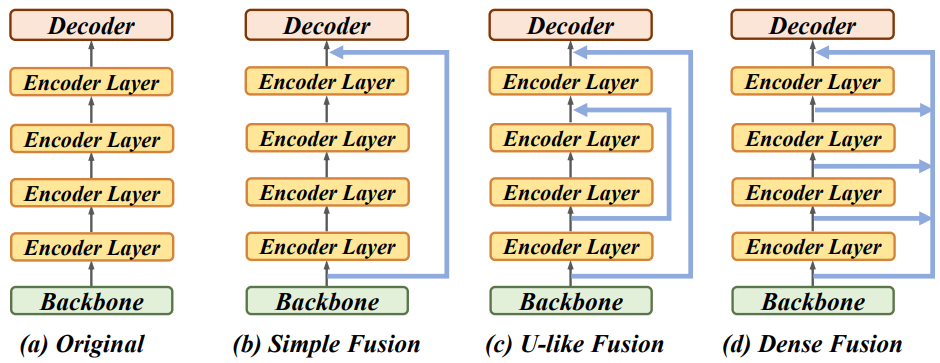 Decoder Decoder Decoder Decoder
Encoder Layer Encoder Layer Encoder Layer Encoder Layer
Encoder Layer Encoder Layer Encoder Layer Encoder Layer
Encoder Layer Encoder Layer Encoder Layer Encoder Layer
Encoder Layer Encoder Layer Encoder Layer Encoder Layer
Backbone Backbone Backbone Backbone
(a) Original (b) Simple Fusion (c) U-like Fusion (d) Dense Fusion